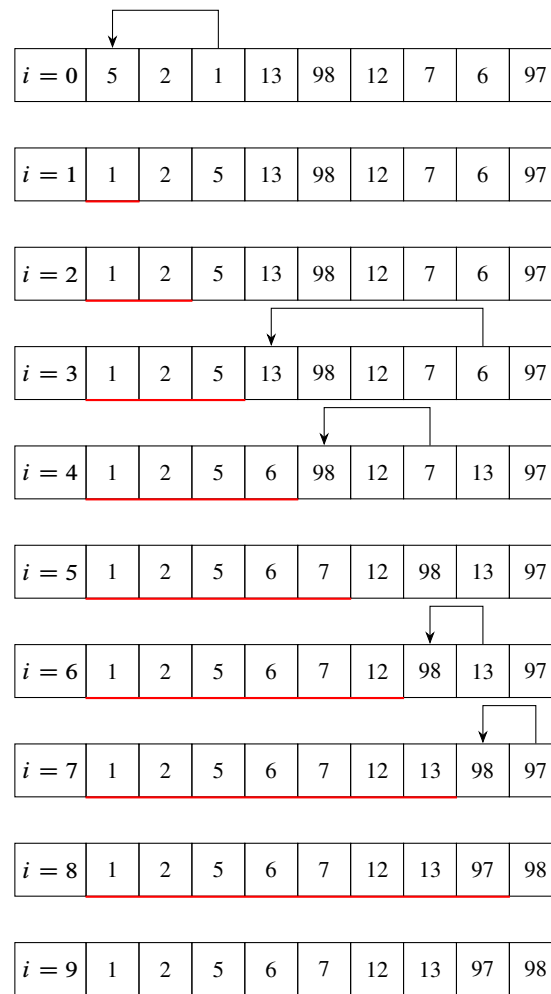 i = 0 5 2 1 13 98 12 7 6 97
i = 1 1 2 5 13 98 12 7 6 97
i = 2 1 2 5 13 98 12 7 6 97
i = 3 1 2 5 13 98 12 7 6 97
i = 4 1 2 5 6 98 12 7 13 97
i = 5 1 2 5 6 7 12 98 13 97
i = 6 1 2 5 6 7 12 98 13 97
i = 7 1 2 5 6 7 12 13 98 97
i = 8 1 2 5 6 7 12 13 97 98
i = 9 1 2 5 6 7 12 13 97 98